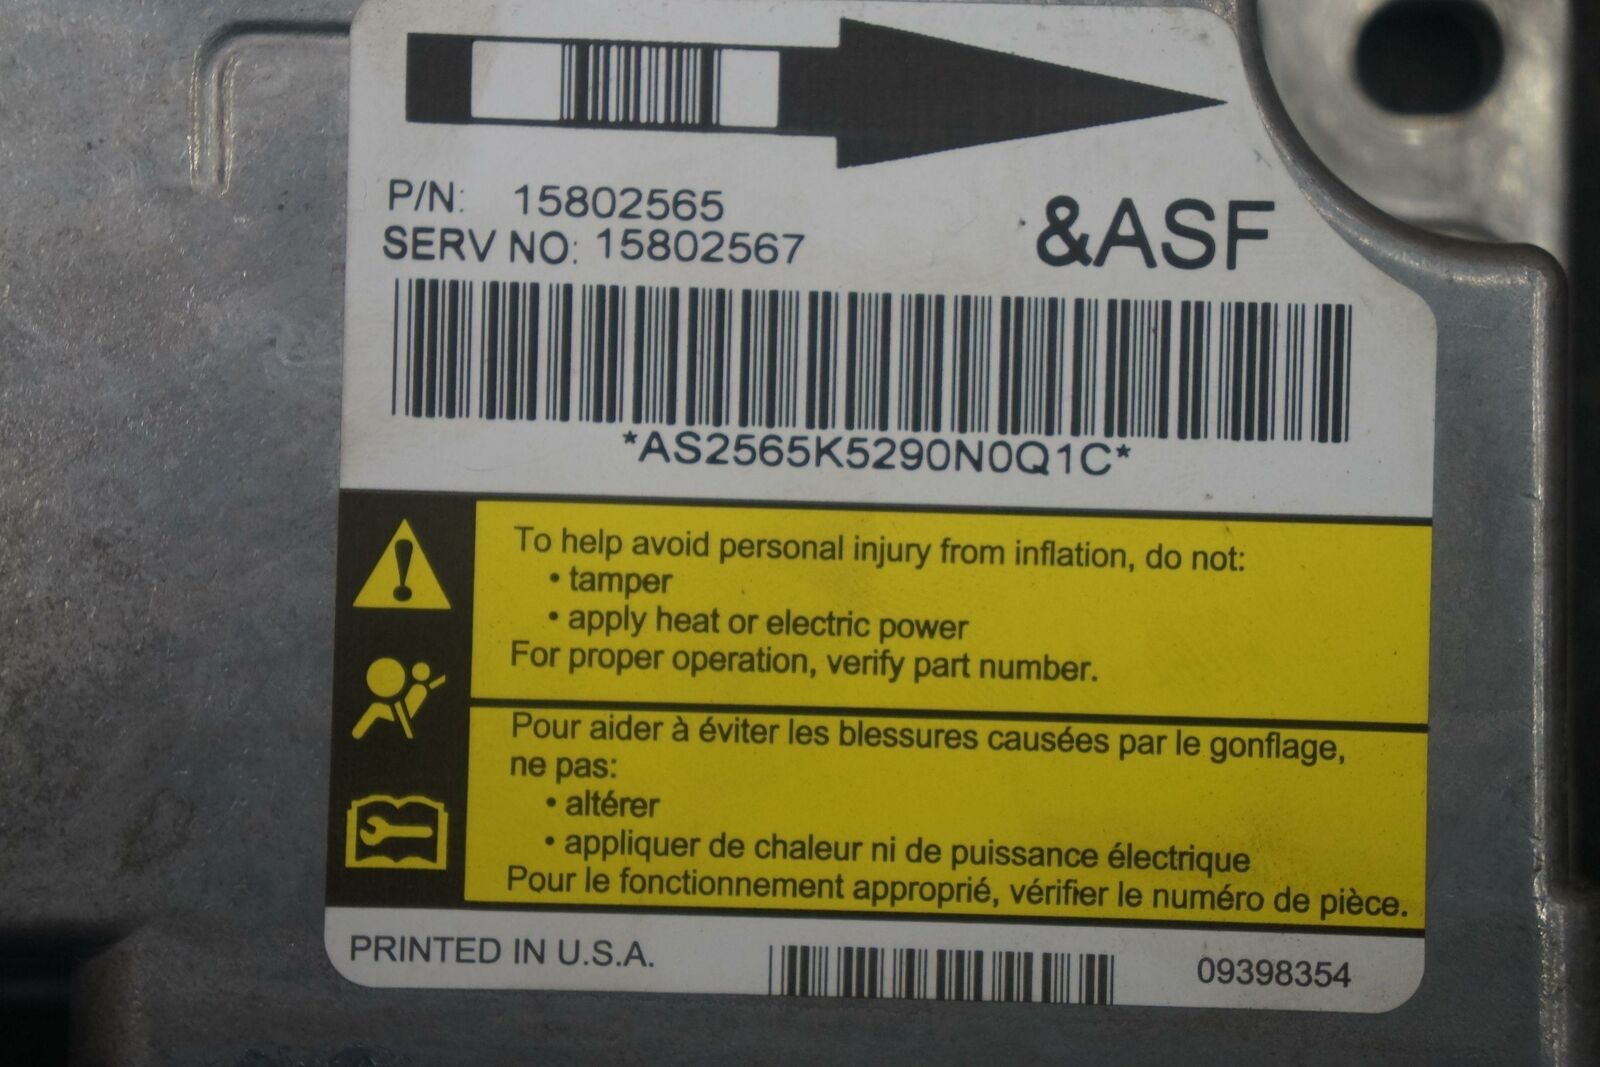 P/N: 15802565
SERV NO: 15802567
&ASF
*AS2565K5290N0Q1C*
To help avoid personal injury from inflation, do not:
• tamper
• apply heat or electric power
For proper operation, verify part number.
Pour aider à éviter les blessures causées par le gonflage,
ne pas:
• altérer
• appliquer de chaleur ni de puissance électrique
Pour le fonctionnement approprié, vérifier le numéro de pièce.
PRINTED IN U.S.A.
09398354